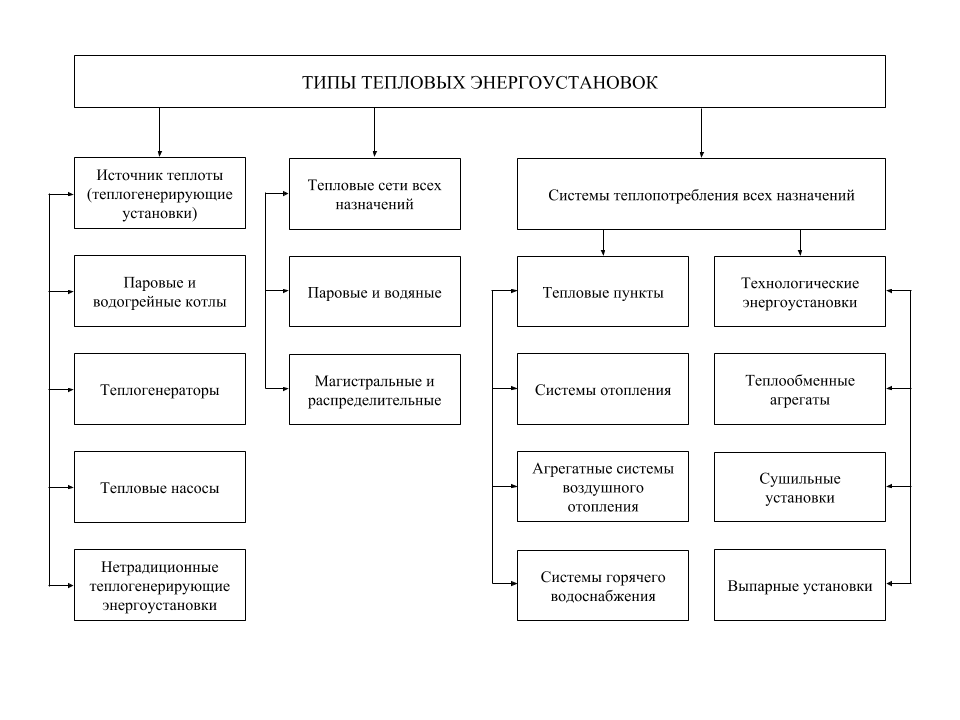 ТИПЫ ТЕПЛОВЫХ ЭНЕРГОУСТАНОВОК
Источник теплоты
(теплогенерирующие
установки)
Тепловые сети всех
назначений
Системы теплопотребления всех назначений
Паровые и
водогрейные котлы
Паровые и водяные
Тепловые пункты
Технологические
энергоустановки
Теплогенераторы
Магистральные и
распределительные
Системы отопления
Теплообменные
агрегаты
Тепловые насосы
Агрегатные системы
воздушного
отопления
Сушильные
установки
Нетрадиционные
теплогенерирующие
энергоустановки
Системы горячего
водоснабжения
Выпарные установки